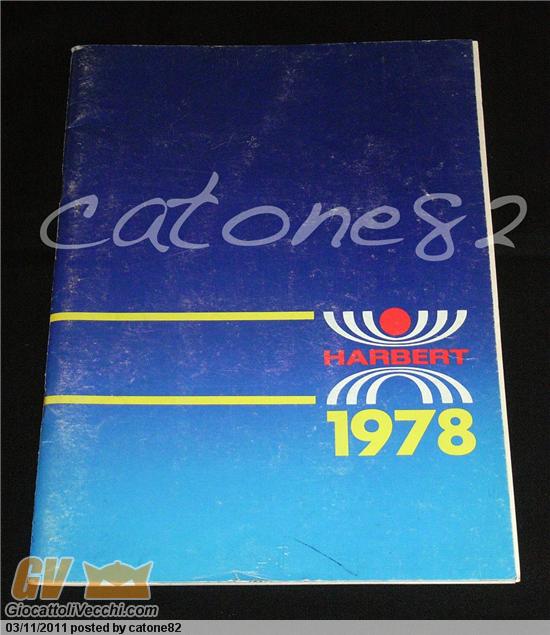 catone82
HARBERT
1978
GV
GiocattoliVecchi.com
03/11/2011 posted by catone82